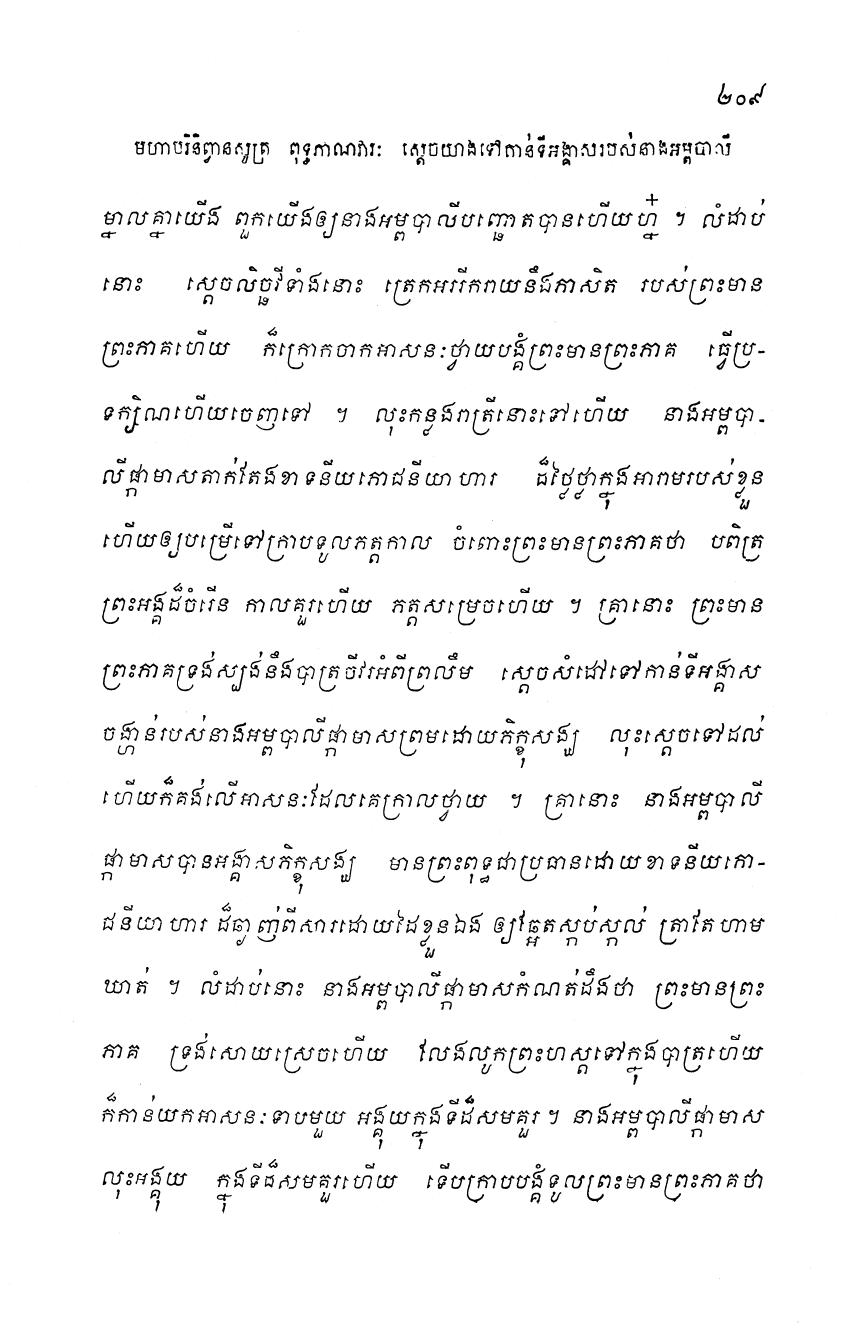 ២០៩
មហាបរិនិព្វានសូត្រ ពុទ្ធភាណវារៈ ស្តេចយាងទៅកាន់ទីអង្គាសរបស់នាងអម្ពបាលី
ម្នាលគ្នាយើង ពួកយើងឲ្យនាងអម្ពបាលីបញ្ឆោតបានហើយហ្ន៎ ។ លំដាប់
នោះ ស្តេចលិច្ឆវីទាំងនោះ ត្រេកអររីករាយនឹងភាសិត របស់ព្រះមាន
ព្រះភាគហើយ ក៏ក្រោកចាកអាសនៈថ្វាយបង្គំព្រះមានព្រះភាគ ធ្វើប្រ-
ទក្សិណហើយចេញទៅ ។ លុះកន្លងរាត្រីនោះទៅហើយ នាងអម្ពបា-
លីផ្កាមាសតាក់តែងខាទនីយភោជនីយាហារ ដ៏ថ្លៃថ្លាក្នុងអារាមរបស់ខ្លួន
ហើយឲ្យបម្រើទៅក្រាបទូលភត្តកាល ចំពោះព្រះមានព្រះភាគថា បពិត្រ
ព្រះអង្គដ៏ចំរើន កាលគួរហើយ ភត្តសម្រេចហើយ ។ គ្រានោះ ព្រះមាន
ព្រះភាគទ្រង់ស្បង់នឹងបាត្រចីវរអំពីព្រលឹម ស្តេចសំដៅទៅកាន់ទីអង្គាស
ចង្ហាន់របស់នាងអម្ពបាលីផ្កាមាសព្រមដោយភិក្ខុសង្ឃ លុះស្តេចទៅដល់
ហើយក៏គង់លើអាសនៈដែលគេក្រាលថ្វាយ ។ គ្រានោះ នាងអម្ពបាលី
ផ្កាមាសបានអង្គាសភិក្ខុសង្ឃ មានព្រះពុទ្ធជាប្រធានដោយខាទនីយភោ-
ជនីយាហារ ដ៏ឆ្ងាញ់ពីសារដោយដៃខ្លួនឯង ឲ្យឆ្អែតស្កប់ស្កល់ ត្រាតែហាម
ឃាត់ ។ លំដាប់នោះ នាងអម្ពបាលីផ្កាមាសកំណត់ដឹងថា ព្រះមានព្រះ
ភាគ ទ្រង់សោយស្រេចហើយ លែងលូកព្រះហស្តទៅក្នុងបាត្រហើយ
ក៏កាន់យកអាសនៈទាបមួយ អង្គុយក្នុងទីដ៏សមគួរ ។ នាងអម្ពបាលីផ្កាមាស
លុះអង្គុយ ក្នុងទីដ៏សមគួរហើយ ទើបក្រាបបង្គំទូលព្រះមានព្រះភាគថា